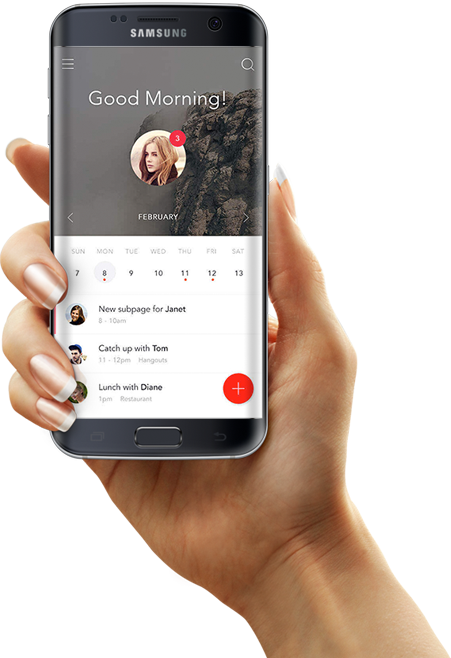 SAMSUNG
Good Morning!
3
FEBRUARY
SUN MON TUE WED THU FRI SAT
7 8 9 10 11 12 13
New subpage for Janet
8 - 10am
Catch up with Tom
11 - 12pm Hangouts
Lunch with Diane
1pm Restaurant